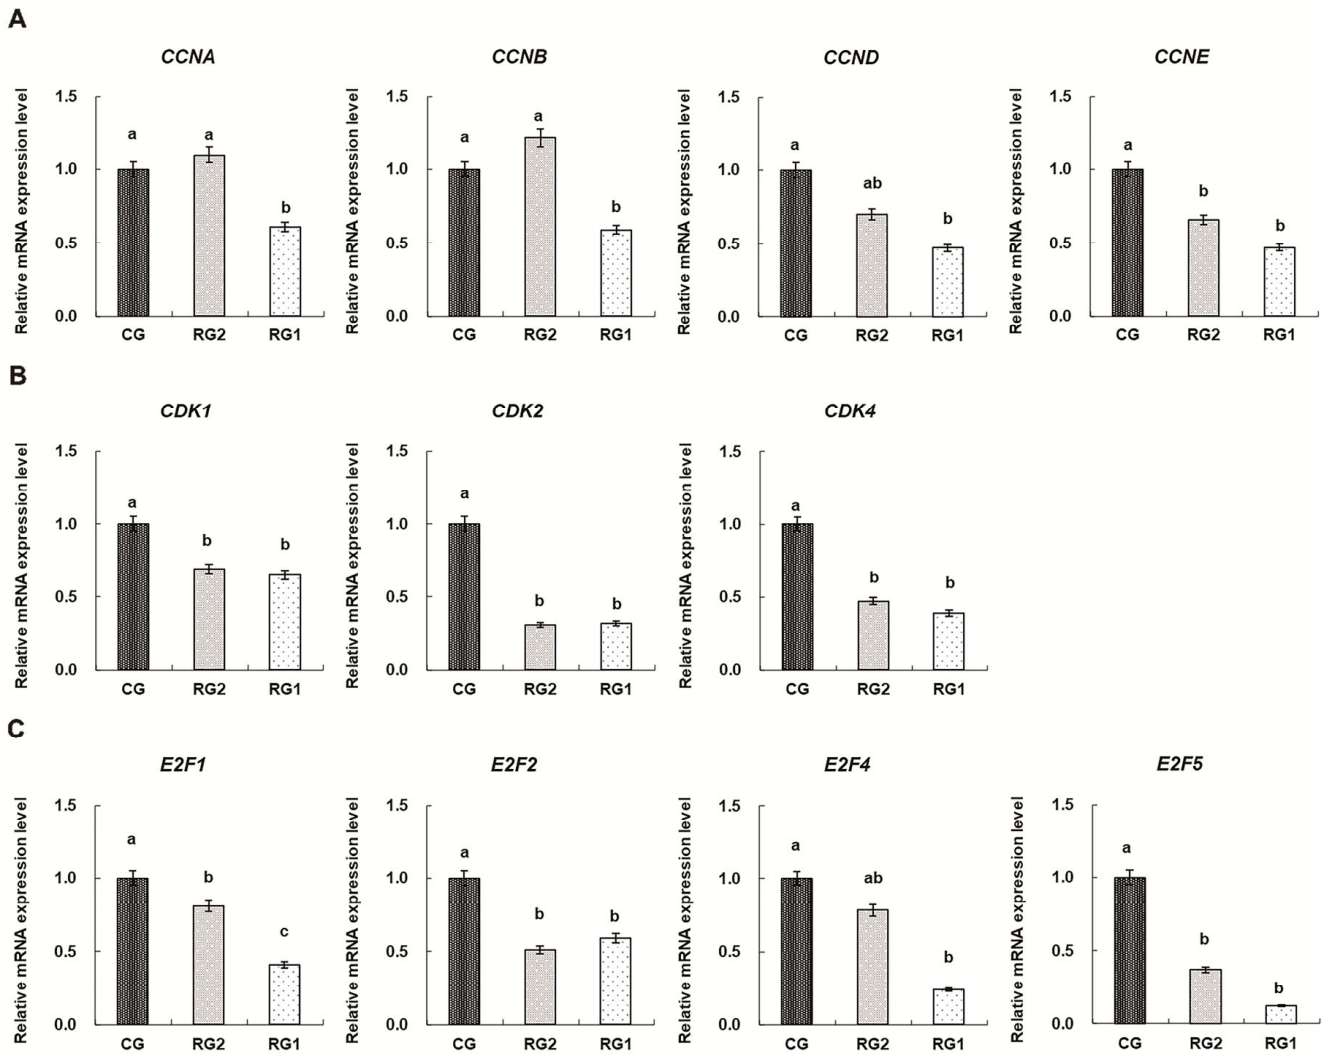 A
CCNA
Relative mRNA expression level
1.5
1.0
0.5
0.0
a
a
b
CG RG2 RG1
CCNB
Relative mRNA expression level
1.5
1.0
0.5
0.0
a
a
b
CG RG2 RG1
CCND
Relative mRNA expression level
1.5
1.0
0.5
0.0
a
ab
b
CG RG2 RG1
CCNE
Relative mRNA expression level
1.5
1.0
0.5
0.0
a
b
b
CG RG2 RG1
B
CDK1
Relative mRNA expression level
1.5
1.0
0.5
0.0
a
b
b
CG RG2 RG1
CDK2
Relative mRNA expression level
1.5
1.0
0.5
0.0
a
b
b
CG RG2 RG1
CDK4
Relative mRNA expression level
1.5
1.0
0.5
0.0
a
b
b
CG RG2 RG1
C
E2F1
Relative mRNA expression level
1.5
1.0
0.5
0.0
a
b
c
CG RG2 RG1
E2F2
Relative mRNA expression level
1.5
1.0
0.5
0.0
a
b
b
CG RG2 RG1
E2F4
Relative mRNA expression level
1.5
1.0
0.5
0.0
a
ab
b
CG RG2 RG1
E2F5
Relative mRNA expression level
1.5
1.0
0.5
0.0
a
b
b
CG RG2 RG1